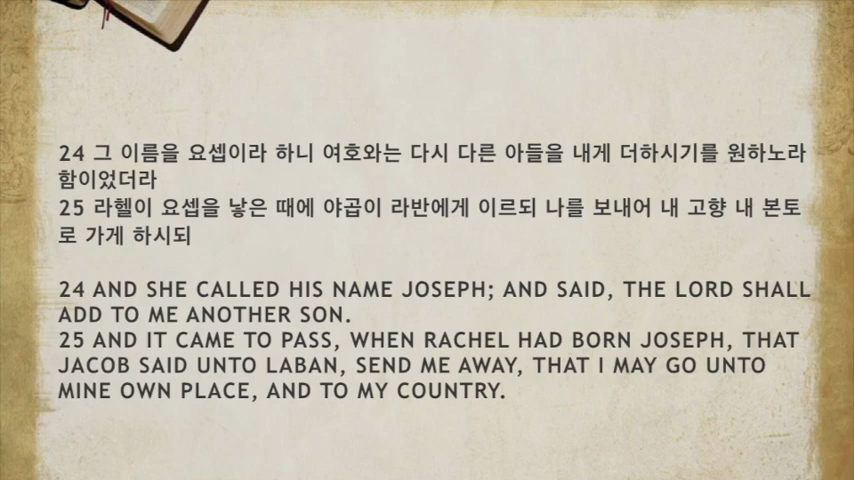 24 그 이름을 요셉이라 하니 여호와는 다시 다른 아들을 내게 더하시기를 원하노라
함이었더라
25 라헬이 요셉을 낳은 때에 야곱이 라반에게 이르되 나를 보내어 내 고향 내 본토
로 가게 하시되
24 AND SHE CALLED HIS NAME JOSEPH; AND SAID, THE LORD SHALL
ADD TO ME ANOTHER SON.
25 AND IT CAME TO PASS, WHEN RACHEL HAD BORN JOSEPH, THAT
JACOB SAID UNTO LABAN, SEND ME AWAY, THAT I MAY GO UNTO
MINE OWN PLACE, AND TO MY COUNTRY.